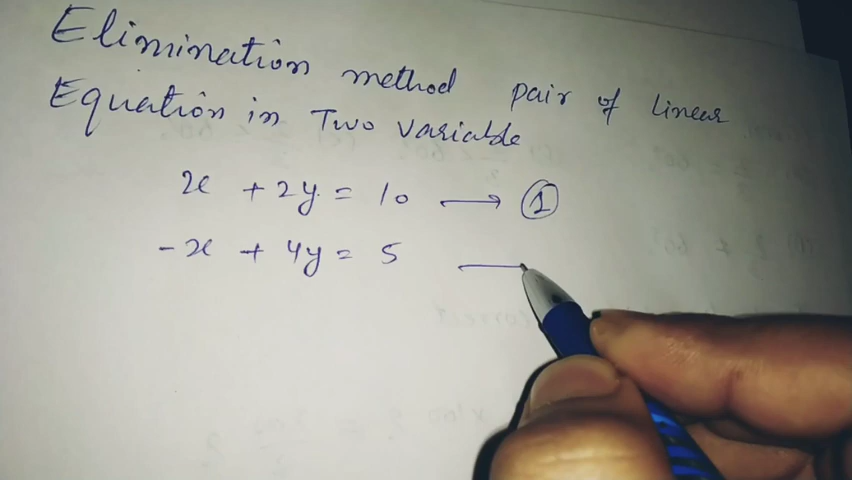 Elimination method pair of linear
Equation in Two variable
x + 2y = 10 → ①
-x + 4y = 5 —